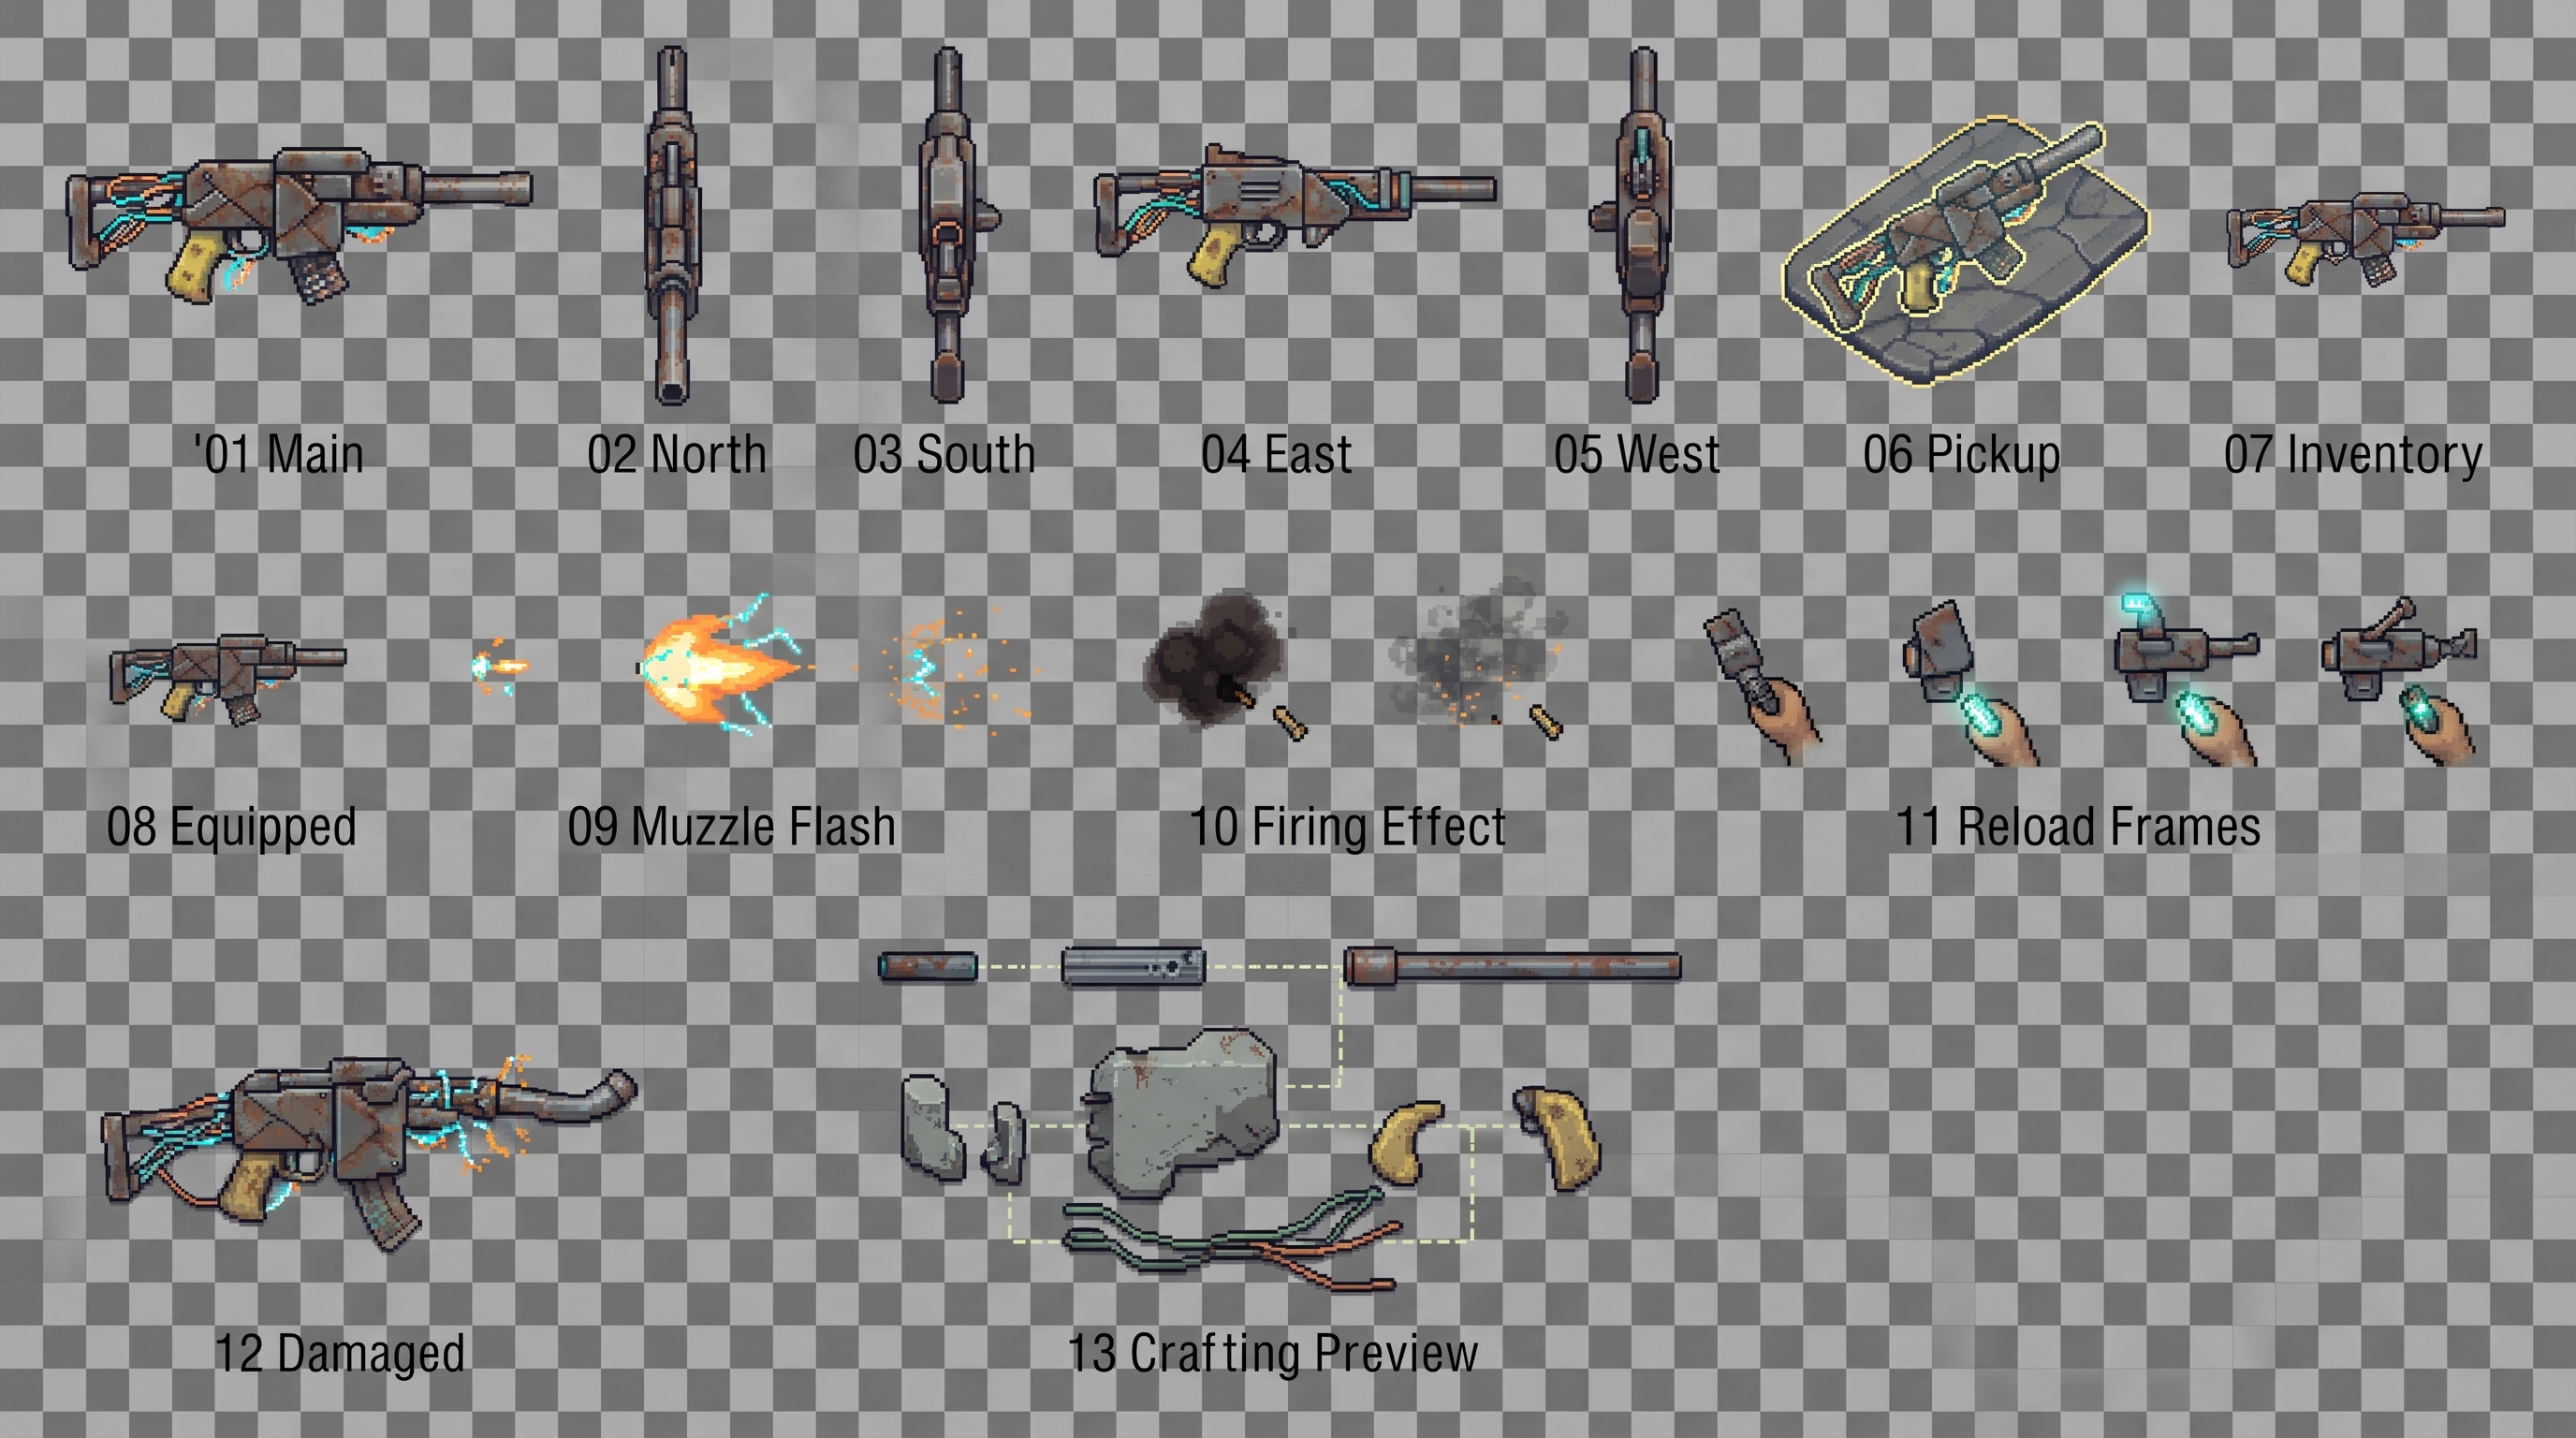 '01 Main
02 North
03 South
04 East
05 West
06 Pickup
07 Inventory
08 Equipped
09 Muzzle Flash
10 Firing Effect
11 Reload Frames
12 Damaged
13 Crafting Preview